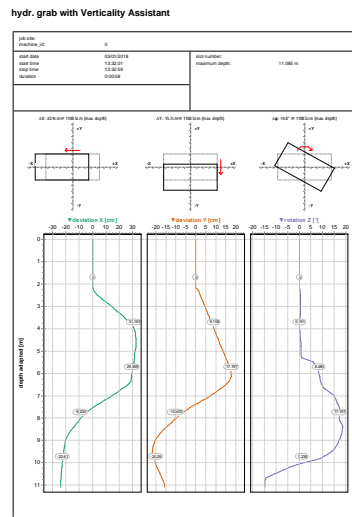 hydr. grab with Verticality Assistant
job site:
machine_id: 0
start date 03/01/2018
start time 13:32:01
stop time 13:32:59
duration 0:00:58
slot number:
maximum depth: 11.085 m
+Y
-X +X
-Y
+Y
-X +X
-Y
+Y
-X +X
-Y
▼deviation X [cm]
-30 -20 -10 0 10 20 30
▼deviation Y [cm]
-20 -15 -10 -5 0 5 10 15 20
▼rotation Z [°]
-20 -15 -10 -5 0 5 10 15 20
depth adapted [m]
0
1
2
3
4
5
6
7
8
9
10
11